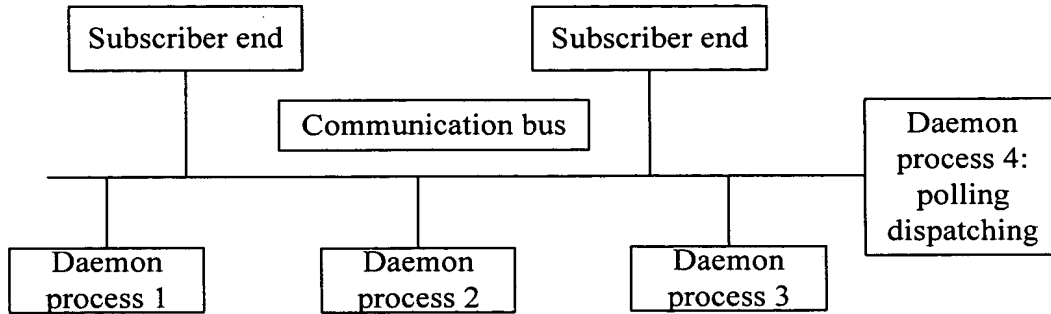 Subscriber end
Subscriber end
Communication bus
Daemon
process 4:
polling
dispatching
Daemon
process 1
Daemon
process 2
Daemon
process 3